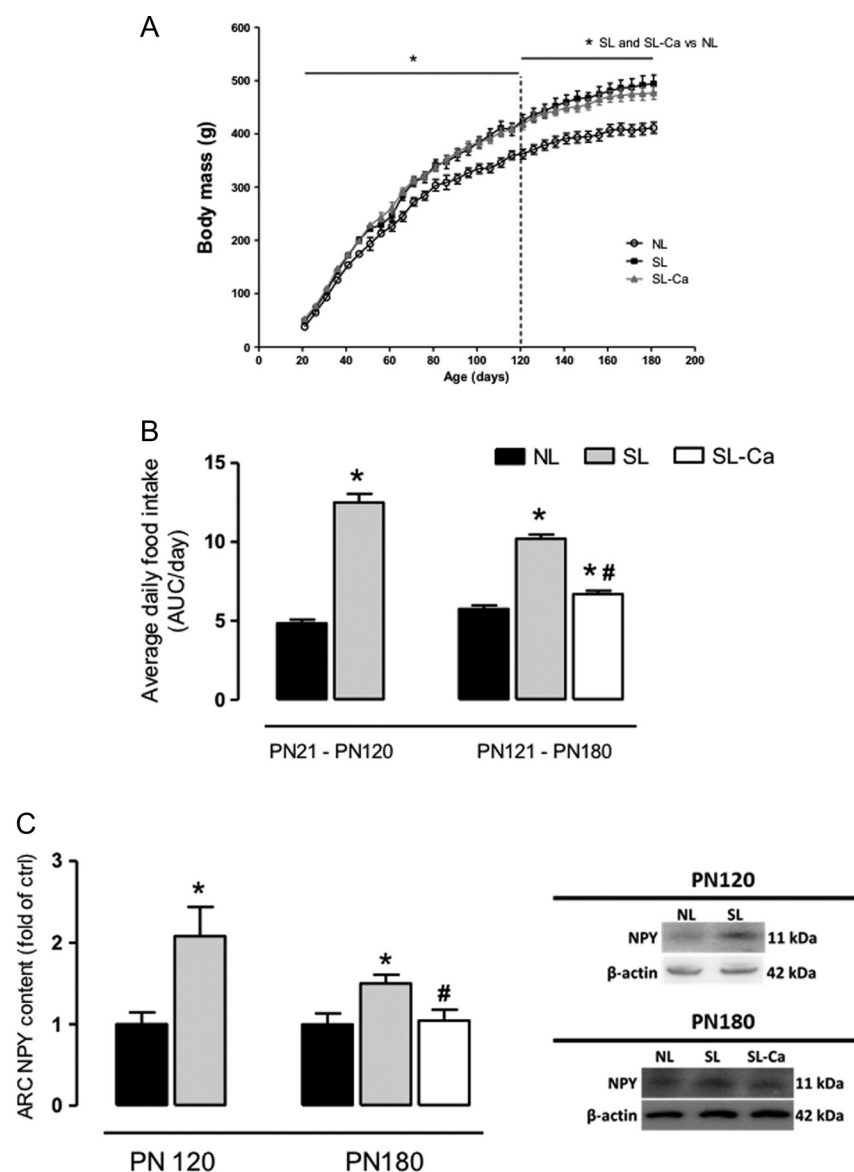 A
600
500
400
300
200
100
0
Body mass (g)
*
* SL and SL-Ca vs NL
NL
SL
SL-Ca
0 20 40 60 80 100 120 140 160 180 200
Age (days)
B
15
10
5
0
Average daily food intake
(AUC/day)
NL SL SL-Ca
*
*
*#
PN21 - PN120 PN121 - PN180
C
3
2
1
0
ARC NPY content (fold of ctrl)
*
*
#
PN 120 PN180
PN120
NL SL
NPY 11 kDa
β-actin 42 kDa
PN180
NL SL SL-Ca
NPY 11 kDa
β-actin 42 kDa